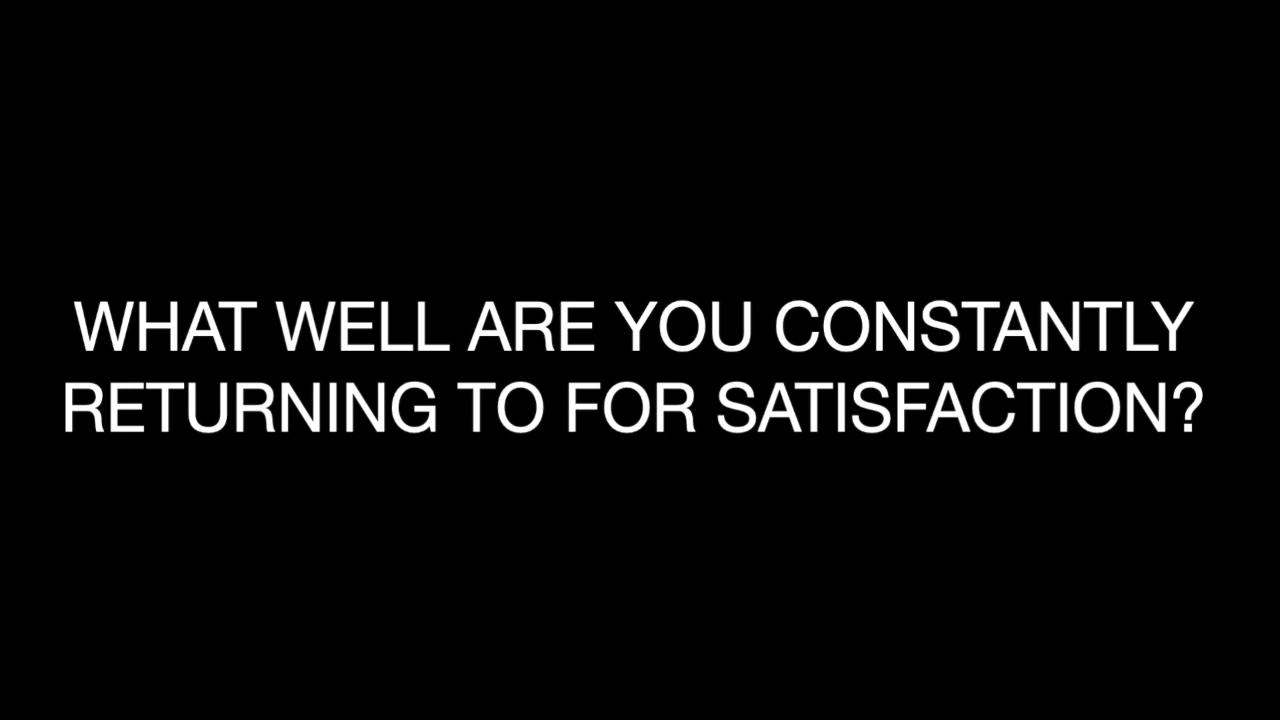 WHAT WELL ARE YOU CONSTANTLY
RETURNING TO FOR SATISFACTION?